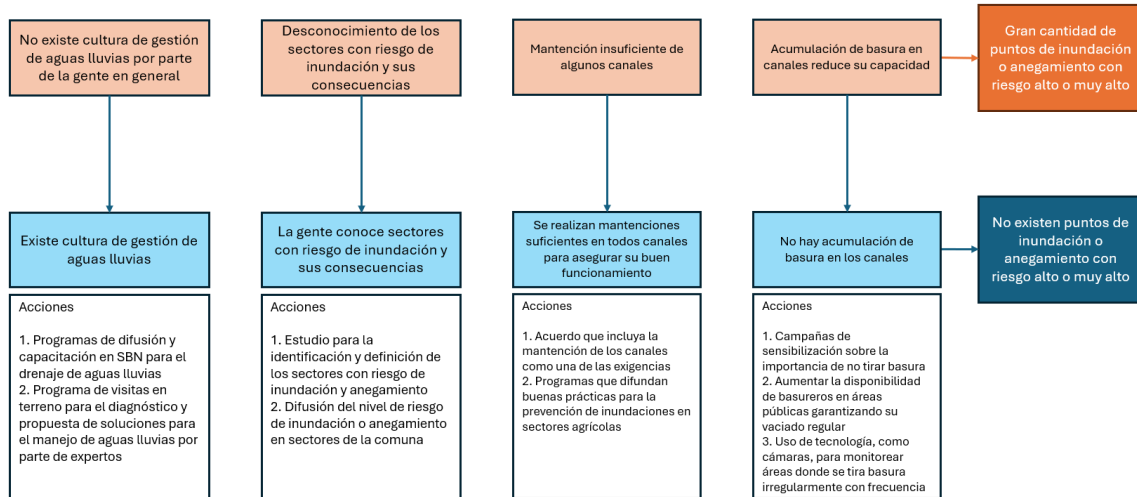 No existe cultura de gestión
de aguas lluvias por parte
de la gente en general
Desconocimiento de los
sectores con riesgo de
inundación y sus
consecuencias
Mantención insuficiente de
algunos canales
Acumulación de basura en
canales reduce su capacidad
Gran cantidad de
puntos de inundación
o anegamiento con
riesgo alto o muy alto
Existe cultura de gestión de
aguas lluvias
La gente conoce sectores
con riesgo de inundación y
sus consecuencias
Se realizan mantenciones
suficientes en todos canales
para asegurar su buen
funcionamiento
No hay acumulación de
basura en los canales
No existen puntos de
inundación o
anegamiento con
riesgo alto o muy alto
Acciones
1. Programas de difusión y
capacitación en SBN para el
drenaje de aguas lluvias
2. Programa de visitas en
terreno para el diagnóstico y
propuesta de soluciones para
el manejo de aguas lluvias por
parte de expertos
Acciones
1. Estudio para la
identificación y definición de
los sectores con riesgo de
inundación y anegamiento
2. Difusión del nivel de riesgo
de inundación o anegamiento
en sectores de la comuna
Acciones
1. Acuerdo que incluya la
mantención de los canales
como una de las exigencias
2. Programas que difundan
buenas prácticas para la
prevención de inundaciones en
sectores agrícolas
Acciones
1. Campañas de
sensibilización sobre la
importancia de no tirar basura
2. Aumentar la disponibilidad
de basureros en áreas
públicas garantizando su
vaciado regular
3. Uso de tecnología, como
cámaras, para monitorear
áreas donde se tira basura
irregularmente con frecuencia